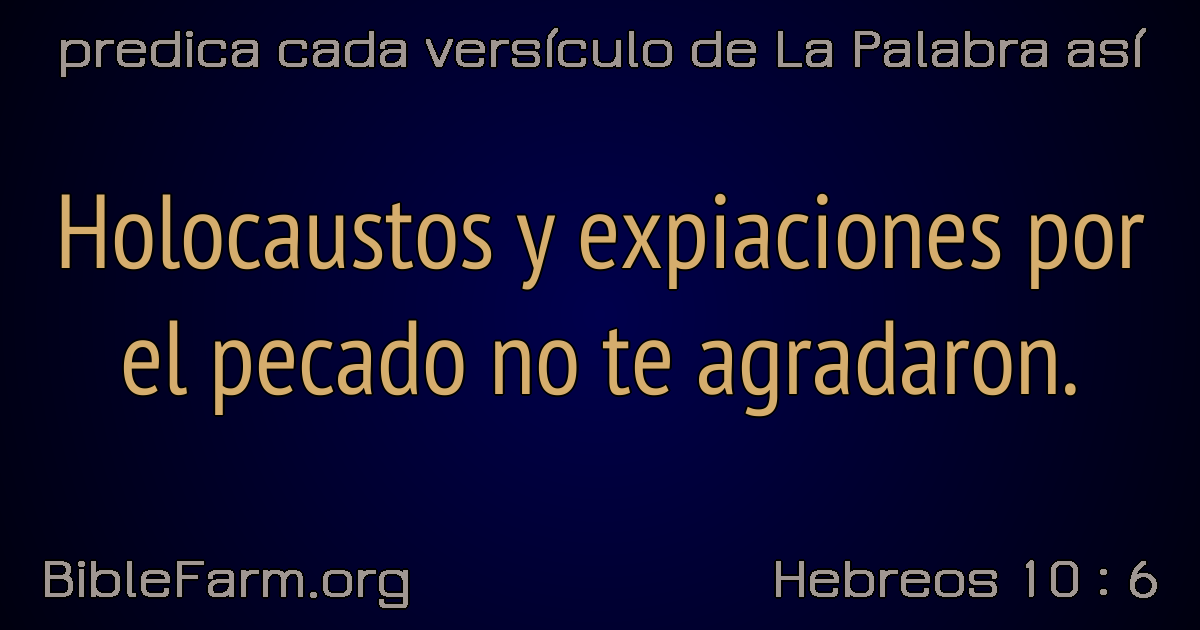 predica cada versículo de La Palabra así
Holocaustos y expiaciones por
el pecado no te agradaron.
BibleFarm.org
Hebreos 10 : 6